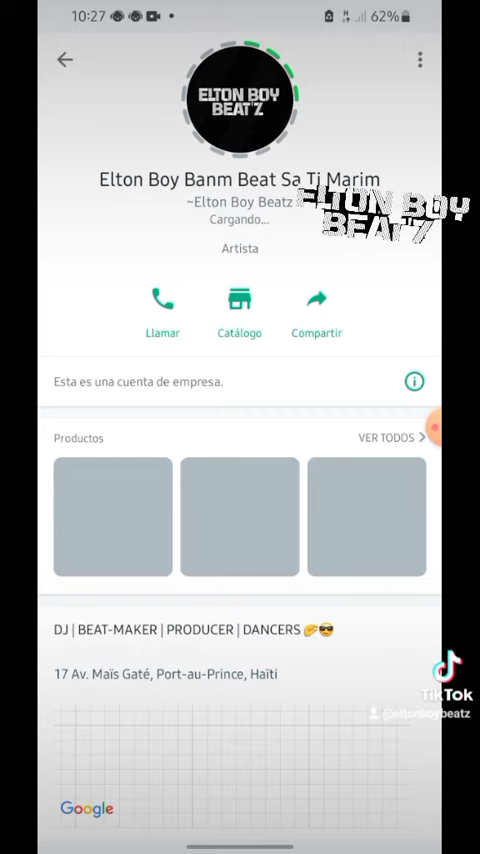 10:27
62%
ELTON BOY
BEAT'Z
Elton Boy Banm Beat Sa Ti Marim
~Elton Boy Beatz
ELTON BOY
BEAT'Z
Cargando...
Artista
Llamar
Catálogo
Compartir
Esta es una cuenta de empresa.
Productos
VER TODOS
DJ | BEAT-MAKER | PRODUCER | DANCERS 🤛😎
17 Av. Maïs Gaté, Port-au-Prince, Haïti
TikTok
@eltonboybeatz
Google